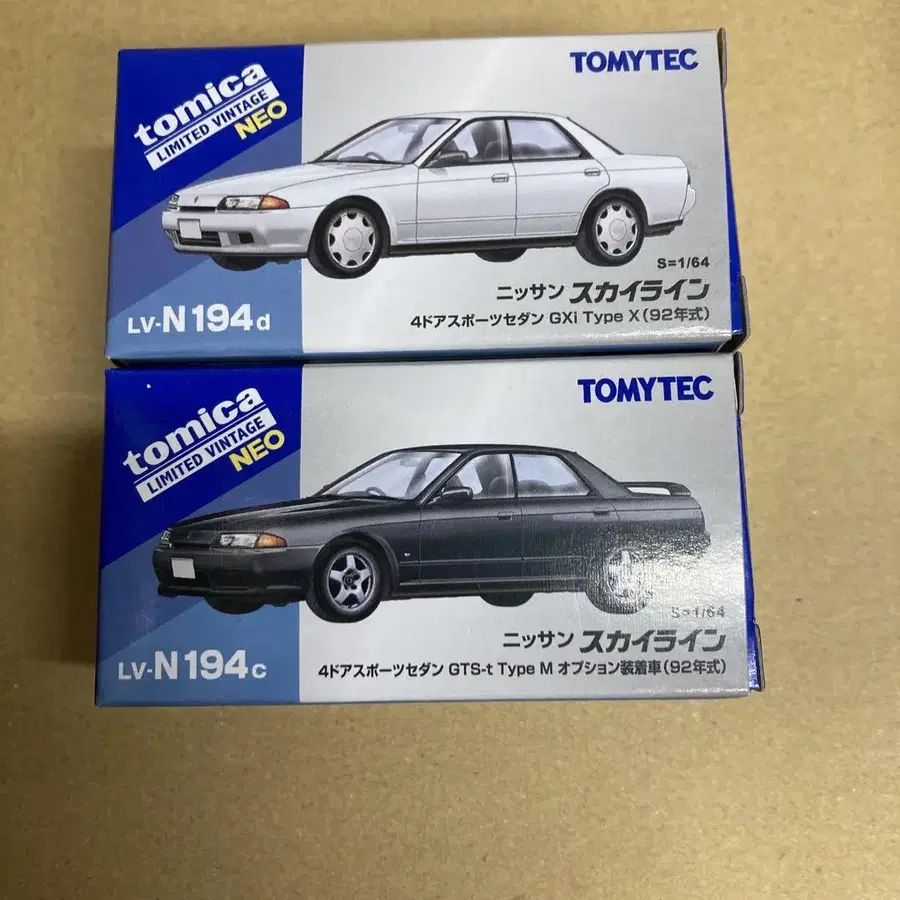 tomica
LIMITED VINTAGE
NEO
TOMYTEC
S=1/64
ニッサン スカイライン
LV-N194d
4ドアスポーツセダン GXi Type X(92年式)
tomica
LIMITED VINTAGE
NEO
TOMYTEC
S=1/64
ニッサン スカイライン
LV-N194c
4ドアスポーツセダン GTS-t Type M オプション装着車(92年式)